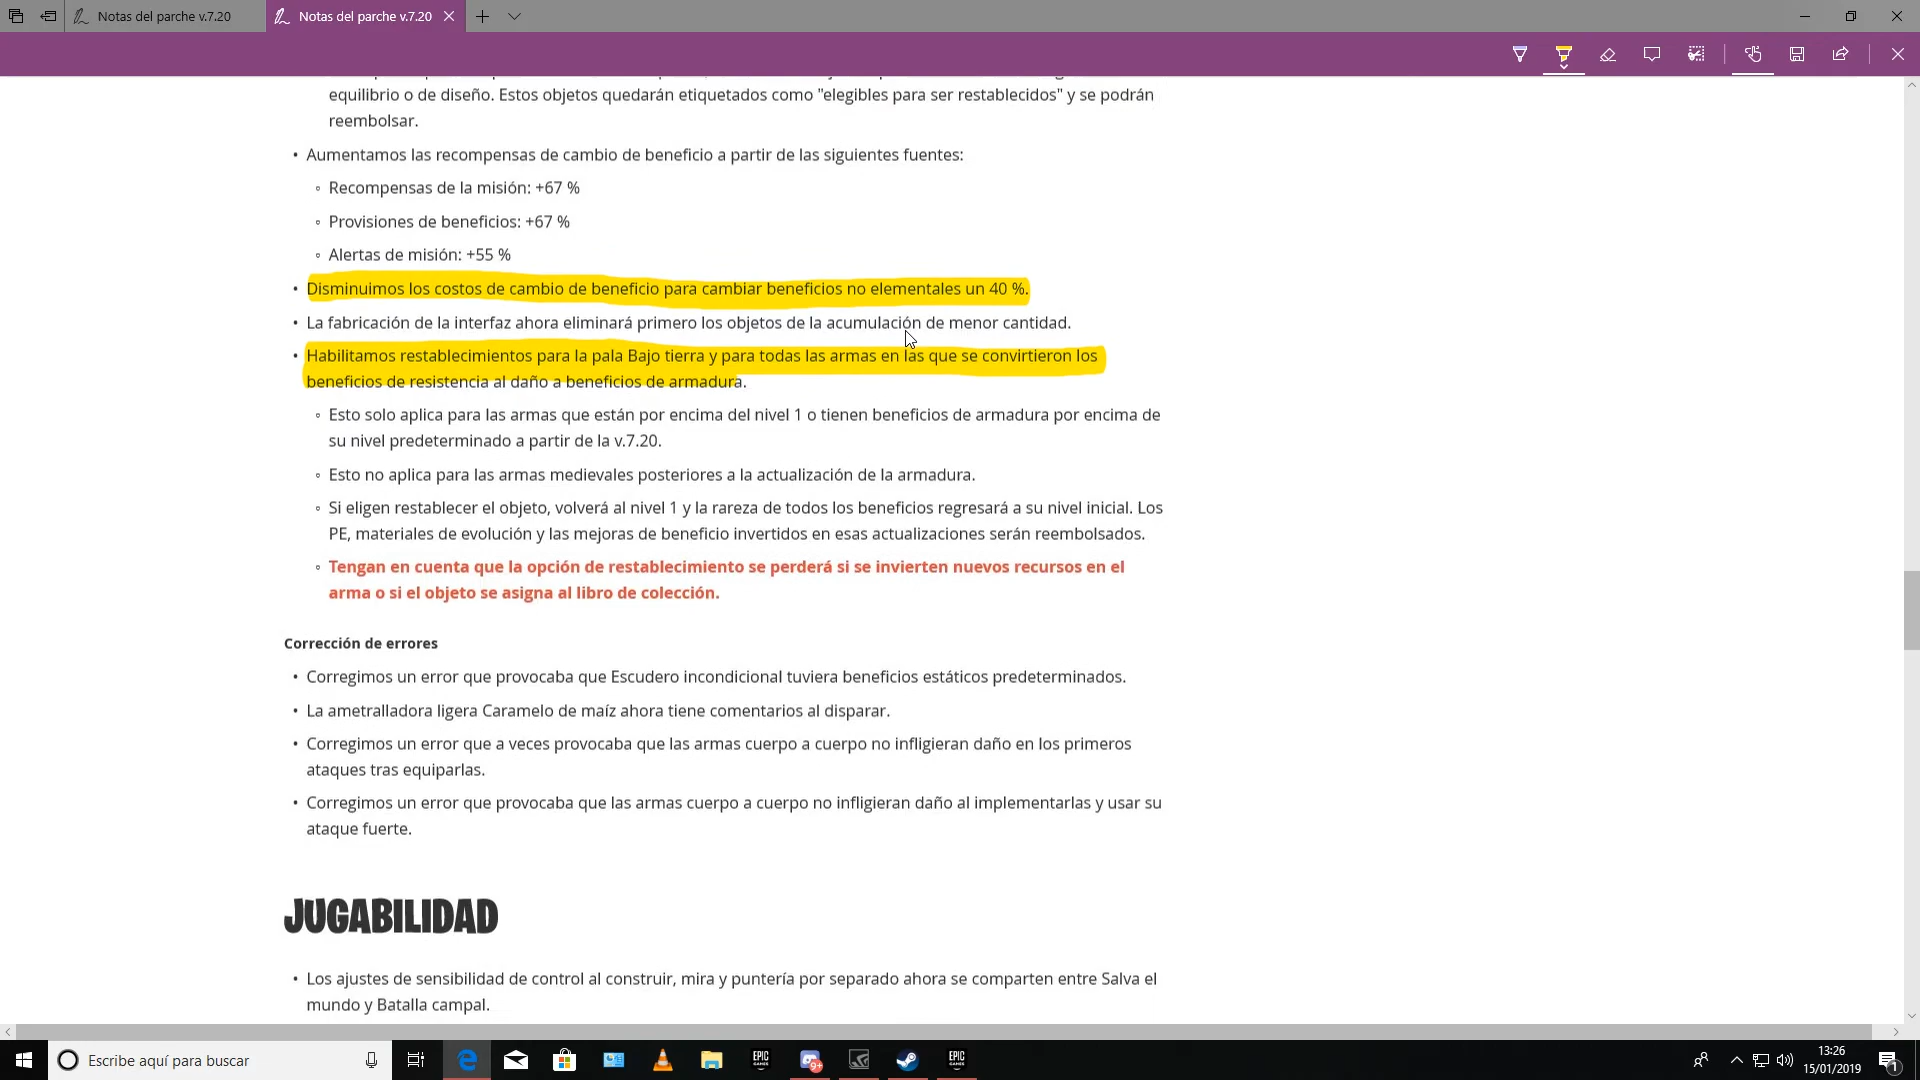 Notas del parche v.7.20
Notas del parche v.7.20
equilibrio o de diseño. Estos objetos quedarán etiquetados como "elegibles para ser restablecidos" y se podrán
reembolsar.
• Aumentamos las recompensas de cambio de beneficio a partir de las siguientes fuentes:
◦ Recompensas de la misión: +67 %
◦ Provisiones de beneficios: +67 %
◦ Alertas de misión: +55 %
• Disminuimos los costos de cambio de beneficio para cambiar beneficios no elementales un 40 %.
• La fabricación de la interfaz ahora eliminará primero los objetos de la acumulación de menor cantidad.
• Habilitamos restablecimientos para la pala Bajo tierra y para todas las armas en las que se convirtieron los
beneficios de resistencia al daño a beneficios de armadura.
◦ Esto solo aplica para las armas que están por encima del nivel 1 o tienen beneficios de armadura por encima de
su nivel predeterminado a partir de la v.7.20.
◦ Esto no aplica para las armas medievales posteriores a la actualización de la armadura.
◦ Si eligen restablecer el objeto, volverá al nivel 1 y la rareza de todos los beneficios regresará a su nivel inicial. Los
PE, materiales de evolución y las mejoras de beneficio invertidos en esas actualizaciones serán reembolsados.
◦ Tengan en cuenta que la opción de restablecimiento se perderá si se invierten nuevos recursos en el
arma o si el objeto se asigna al libro de colección.
Corrección de errores
• Corregimos un error que provocaba que Escudero incondicional tuviera beneficios estáticos predeterminados.
• La ametralladora ligera Caramelo de maíz ahora tiene comentarios al disparar.
• Corregimos un error que a veces provocaba que las armas cuerpo a cuerpo no infligieran daño en los primeros
ataques tras equiparlas.
• Corregimos un error que provocaba que las armas cuerpo a cuerpo no infligieran daño al implementarlas y usar su
ataque fuerte.
JUGABILIDAD
• Los ajustes de sensibilidad de control al construir, mira y puntería por separado ahora se comparten entre Salva el
mundo y Batalla campal.
Escribe aquí para buscar
EPIC GAMES
9+
EPIC GAMES
13:26
15/01/2019
1